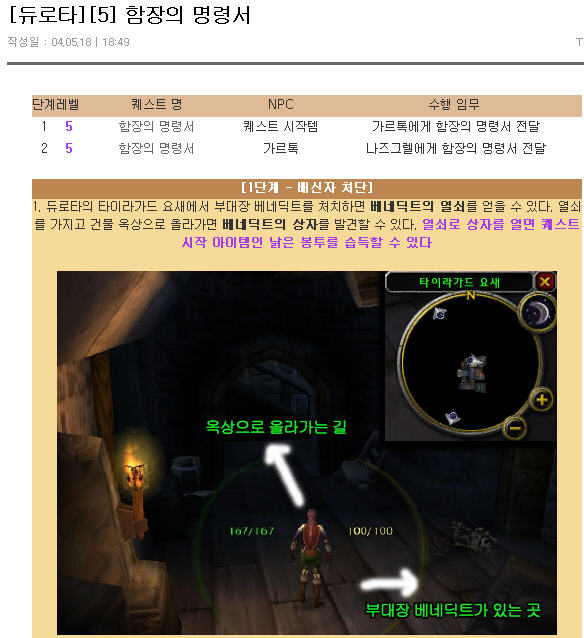 [듀로타][5] 함장의 명령서
작성일 : 04.05.18 | 18:49
T
단계레벨 퀘스트 명 NPC 수행 임무
1 5 함장의 명령서 퀘스트 시작템 가르톡에게 함장의 명령서 전달
2 5 함장의 명령서 가르톡 나즈그렐에게 함장의 명령서 전달
[1단계 - 배신자 처단]
1. 듀로타의 타이라가드 요새에서 부대장 베네딕트를 처치하면 베네딕트의 열쇠를 얻을 수 있다. 열쇠
를 가지고 건물 옥상으로 올라가면 베네딕트의 상자를 발견할 수 있다. 열쇠로 상자를 열면 퀘스트
시작 아이템인 낡은 봉투를 습득할 수 있다
타이라가드 요새
N
옥상으로 올라가는 길
167/167 100/100
부대장 베네딕트가 있는 곳